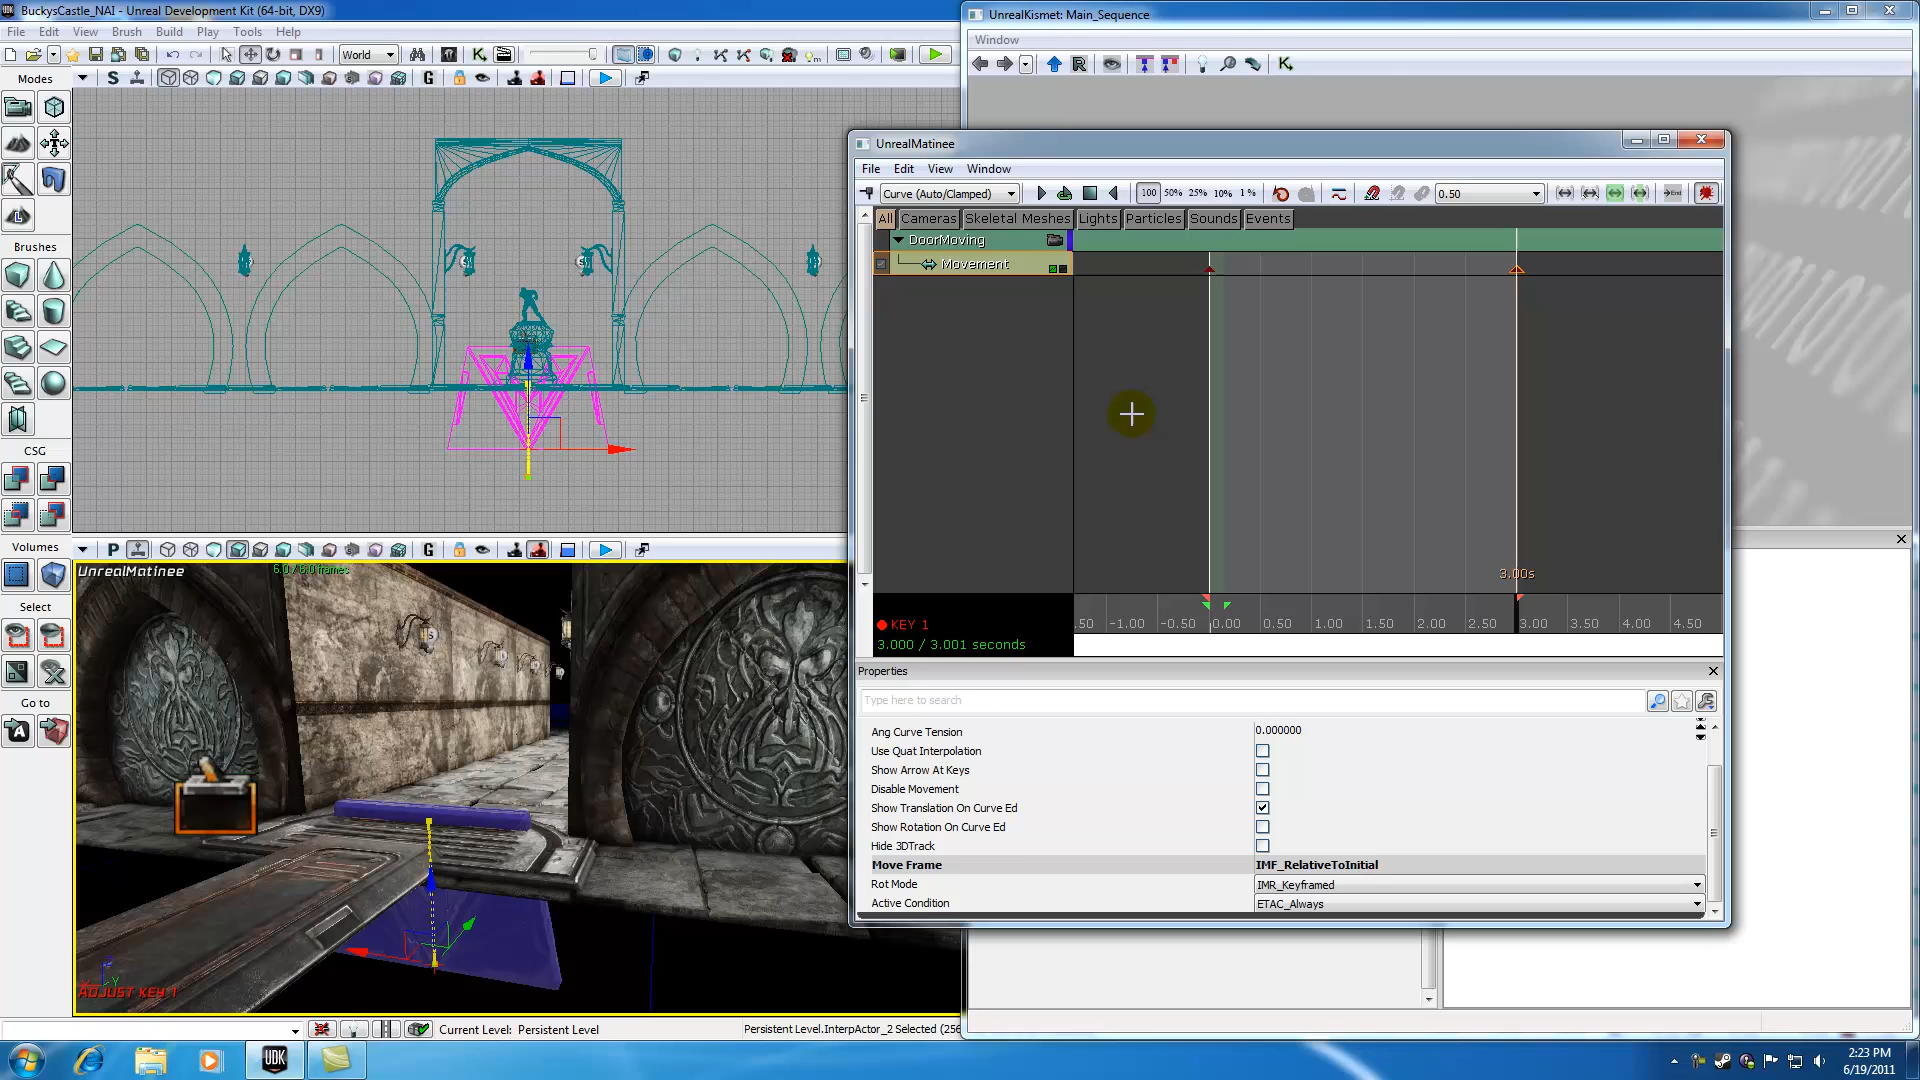 BuckysCastle_NAI - Unreal Development Kit (64-bit, DX9)
File Edit View Brush Build Play Tools Help
World
Modes
Brushes
CSG
Volumes
Select
Go to
UnrealMatinee
6.0 / 6.0 frames
ADJUST KEY 1
Current Level: Persistent Level
Persistent Level.InterpActor_2 Selected (256
UnrealKismet: Main_Sequence
Window
UnrealMatinee
File Edit View Window
Curve (Auto/Clamped)
100 50% 25% 10% 1 %
0.50
All Cameras Skeletal Meshes Lights Particles Sounds Events
DoorMoving
Movement
3.00s
.50 -1.00 -0.50 0.00 0.50 1.00 1.50 2.00 2.50 3.00 3.50 4.00 4.50
KEY 1
3.000 / 3.001 seconds
Properties
Type here to search
Ang Curve Tension 0.000000
Use Quat Interpolation
Show Arrow At Keys
Disable Movement
Show Translation On Curve Ed
Show Rotation On Curve Ed
Hide 3DTrack
Move Frame IMF_RelativeToInitial
Rot Mode IMR_Keyframed
Active Condition ETAC_Always
UDK
2:23 PM
6/19/2011